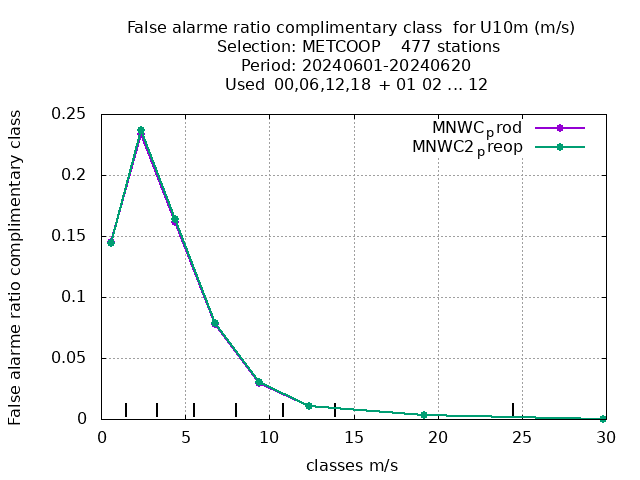 False alarme ratio complimentary class  for U10m (m/s)
Selection: METCOOP    477 stations
Period: 20240601-20240620
Used  00,06,12,18 + 01 02 ... 12
MNWCprod
MNWC2preop
False alarme ratio complimentary class
0.25
0.2
0.15
0.1
0.05
0
0 5 10 15 20 25 30
classes m/s